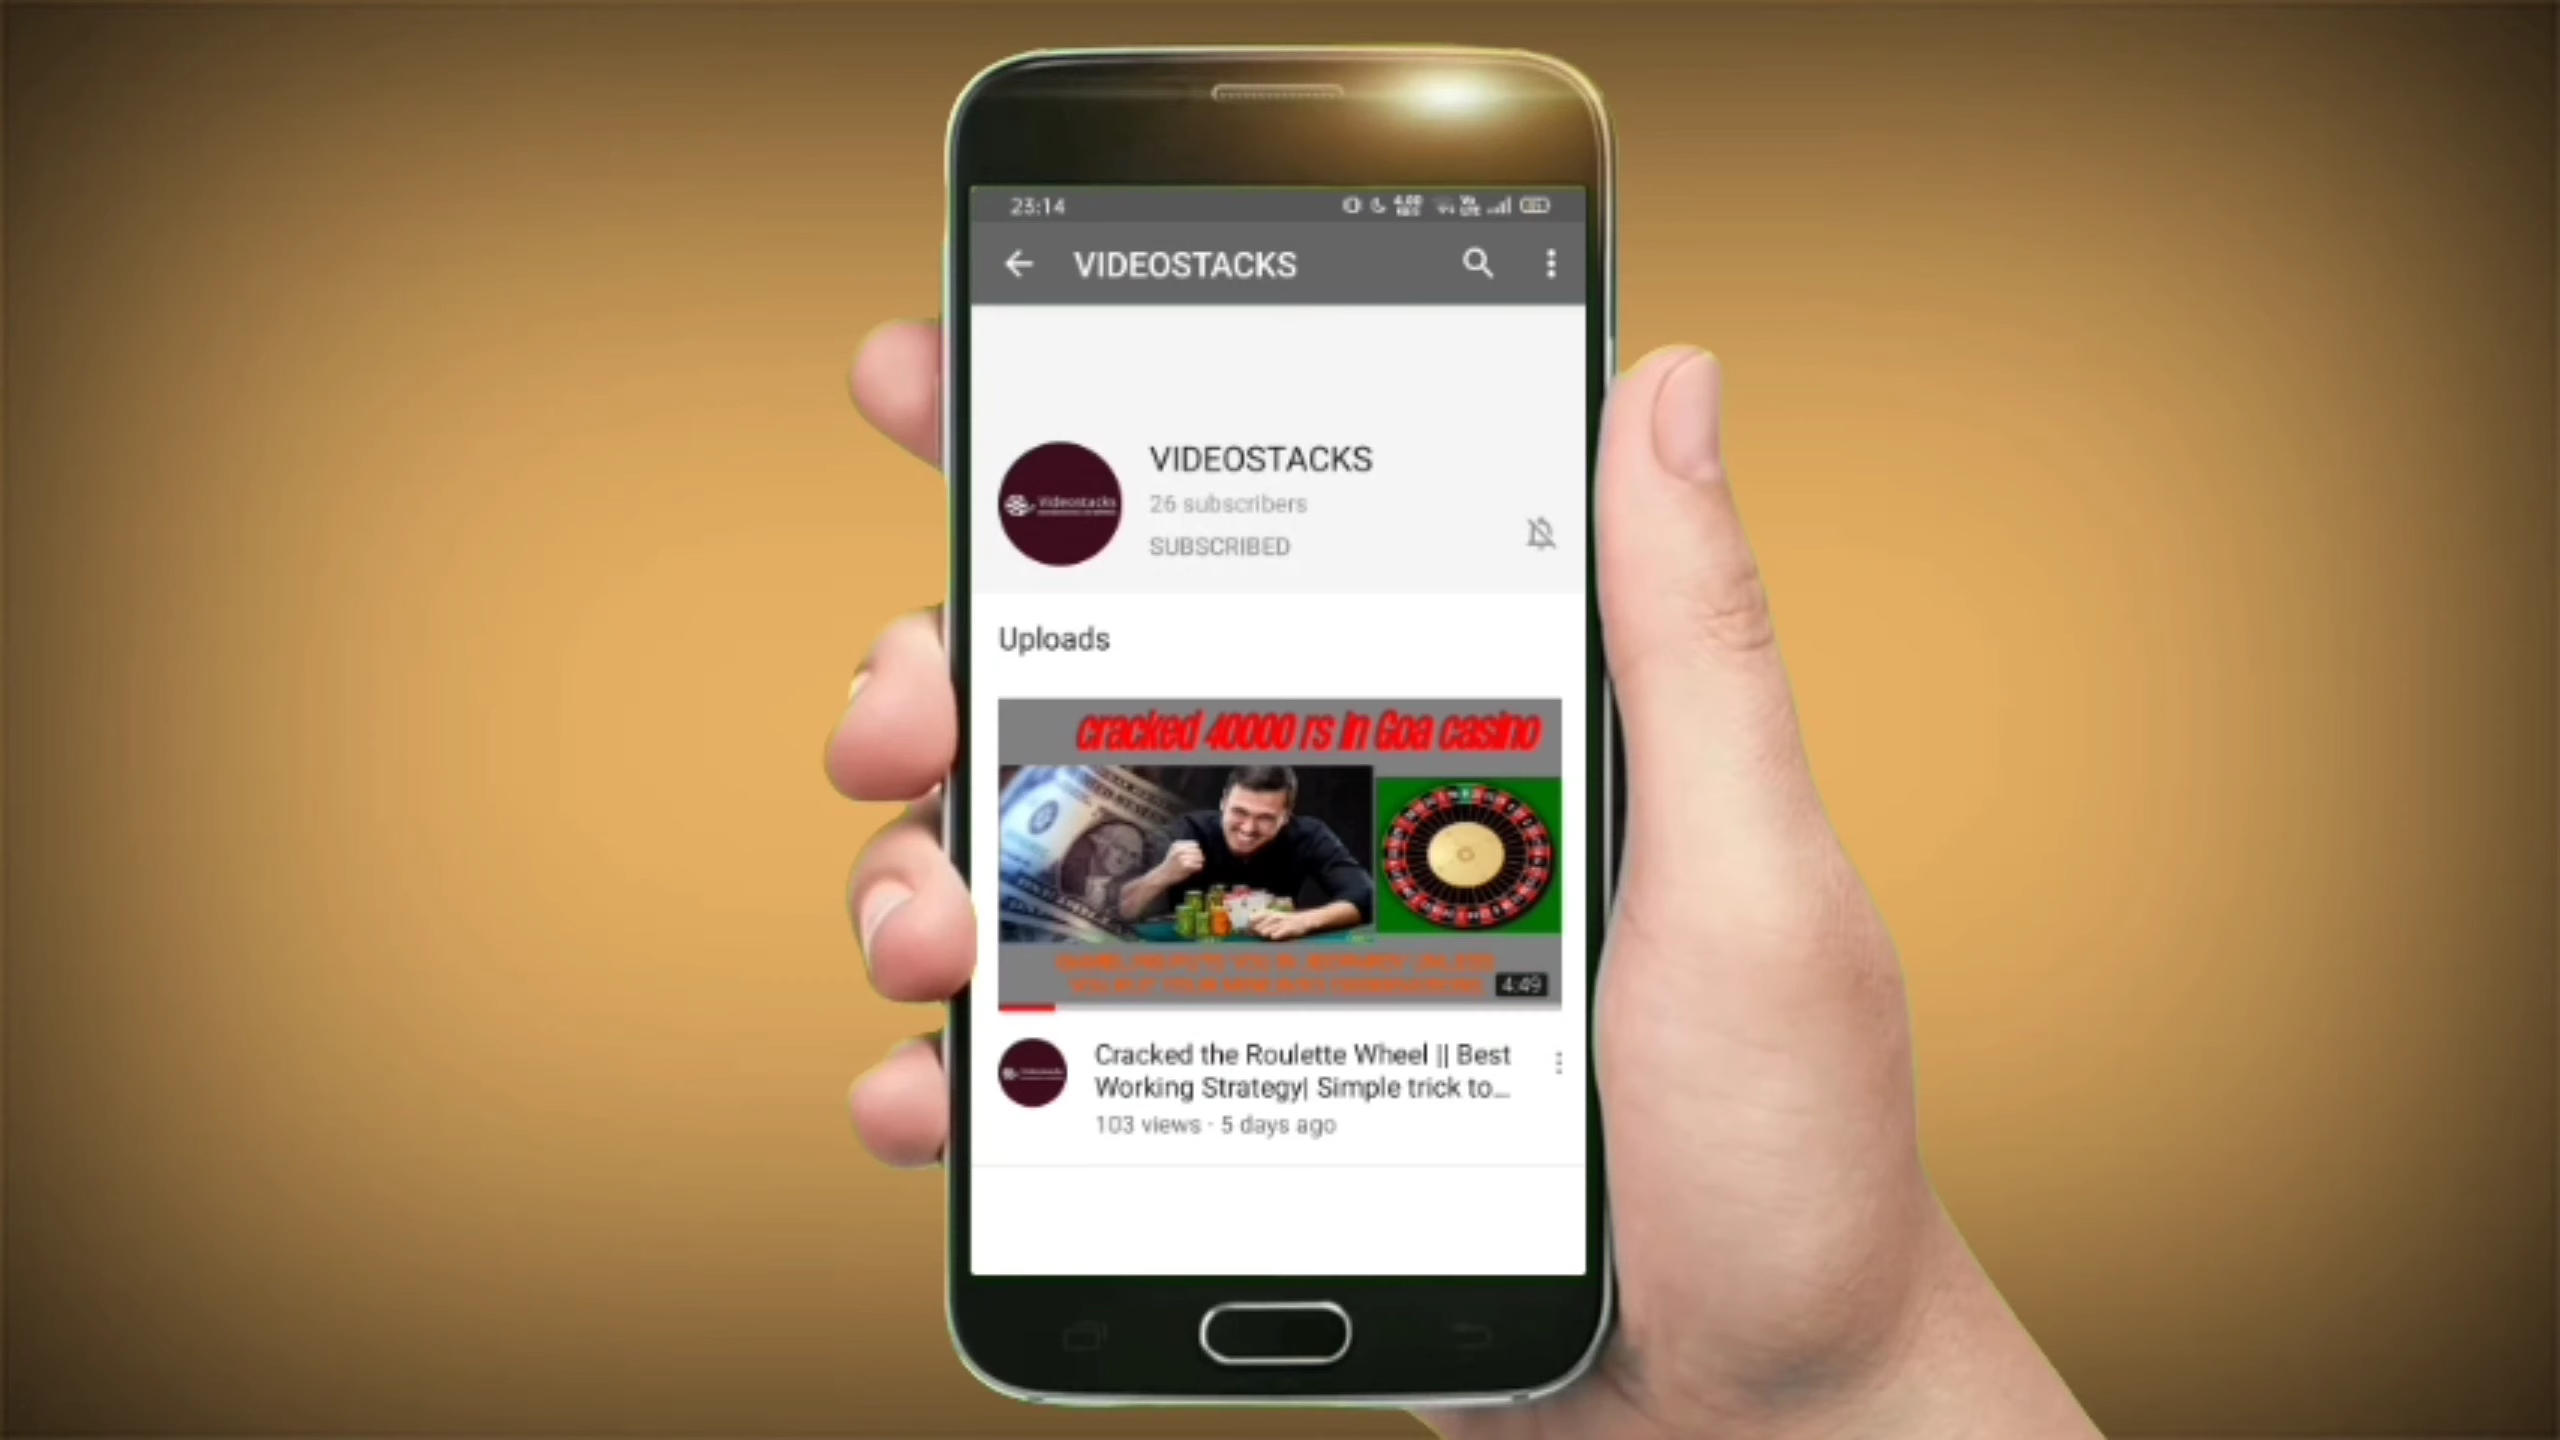 23:14
VIDEOSTACKS
VIDEOSTACKS
26 subscribers
SUBSCRIBED
Videostacks
Uploads
cracked 40000 rs in Goa casino
4:49
Cracked the Roulette Wheel || Best
Working Strategy| Simple trick to...
103 views · 5 days ago